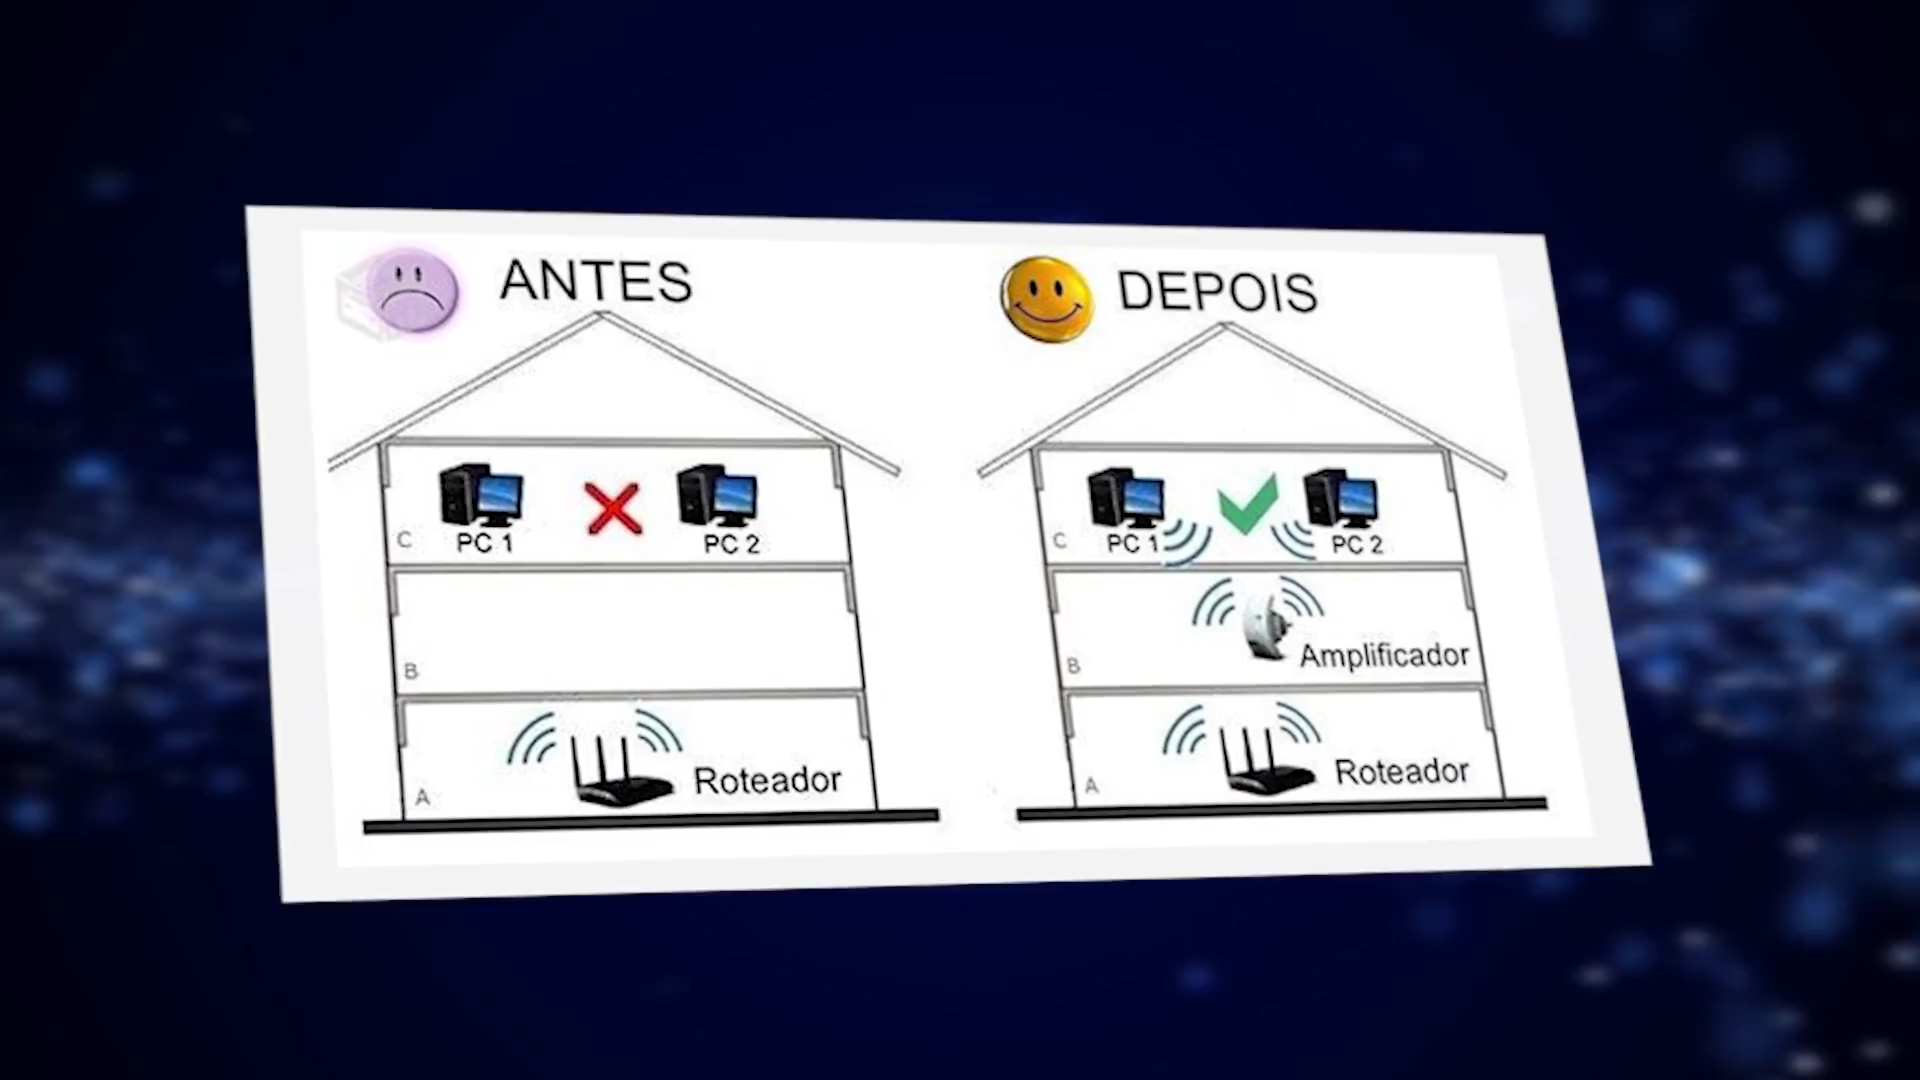 ANTES
C
PC 1
PC 2
B
A
Roteador
DEPOIS
C
PC 1
PC 2
B
Amplificador
A
Roteador